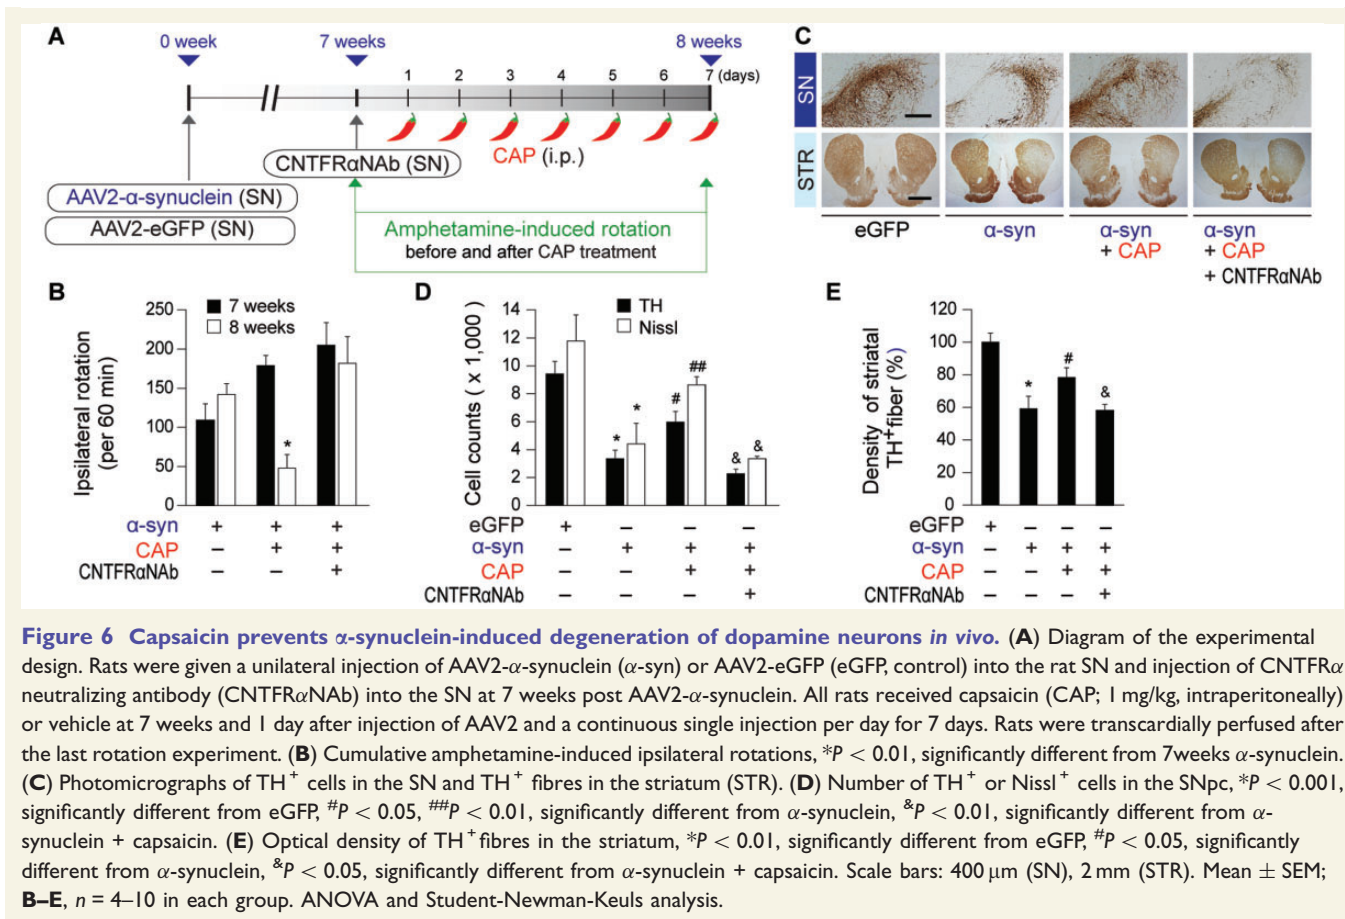 A
0 week
7 weeks
8 weeks
1 2 3 4 5 6 7 (days)
CNTFRαNAb (SN)
CAP (i.p.)
AAV2-α-synuclein (SN)
AAV2-eGFP (SN)
Amphetamine-induced rotation
before and after CAP treatment
C
SN
STR
eGFP
α-syn
α-syn
+ CAP
α-syn
+ CAP
+ CNTFRαNAb
B
Ipsilateral rotation
(per 60 min)
250
200
150
100
50
0
7 weeks
8 weeks
*
α-syn + + +
CAP – + +
CNTFRαNAb – – +
D
Cell counts ( x 1,000 )
14
12
10
8
6
4
2
0
TH
Nissl
* * # ## & &
eGFP + – – –
α-syn – + + +
CAP – – + +
CNTFRαNAb – – – +
E
Density of striatal
TH+fiber (%)
120
100
80
60
40
20
0
* # &
eGFP + – – –
α-syn – + + +
CAP – – + +
CNTFRαNAb – – – +
Figure 6 Capsaicin prevents α-synuclein-induced degeneration of dopamine neurons in vivo. (A) Diagram of the experimental
design. Rats were given a unilateral injection of AAV2-α-synuclein (α-syn) or AAV2-eGFP (eGFP, control) into the rat SN and injection of CNTFRα
neutralizing antibody (CNTFRαNAb) into the SN at 7 weeks post AAV2-α-synuclein. All rats received capsaicin (CAP; 1 mg/kg, intraperitoneally)
or vehicle at 7 weeks and 1 day after injection of AAV2 and a continuous single injection per day for 7 days. Rats were transcardially perfused after
the last rotation experiment. (B) Cumulative amphetamine-induced ipsilateral rotations, *P < 0.01, significantly different from 7weeks α-synuclein.
(C) Photomicrographs of TH+ cells in the SN and TH+ fibres in the striatum (STR). (D) Number of TH+ or Nissl+ cells in the SNpc, *P < 0.001,
significantly different from eGFP, #P < 0.05, ##P < 0.01, significantly different from α-synuclein, &P < 0.01, significantly different from α-
synuclein + capsaicin. (E) Optical density of TH+fibres in the striatum, *P < 0.01, significantly different from eGFP, #P < 0.05, significantly
different from α-synuclein, &P < 0.05, significantly different from α-synuclein + capsaicin. Scale bars: 400 μm (SN), 2 mm (STR). Mean ± SEM;
B–E, n = 4–10 in each group. ANOVA and Student-Newman-Keuls analysis.